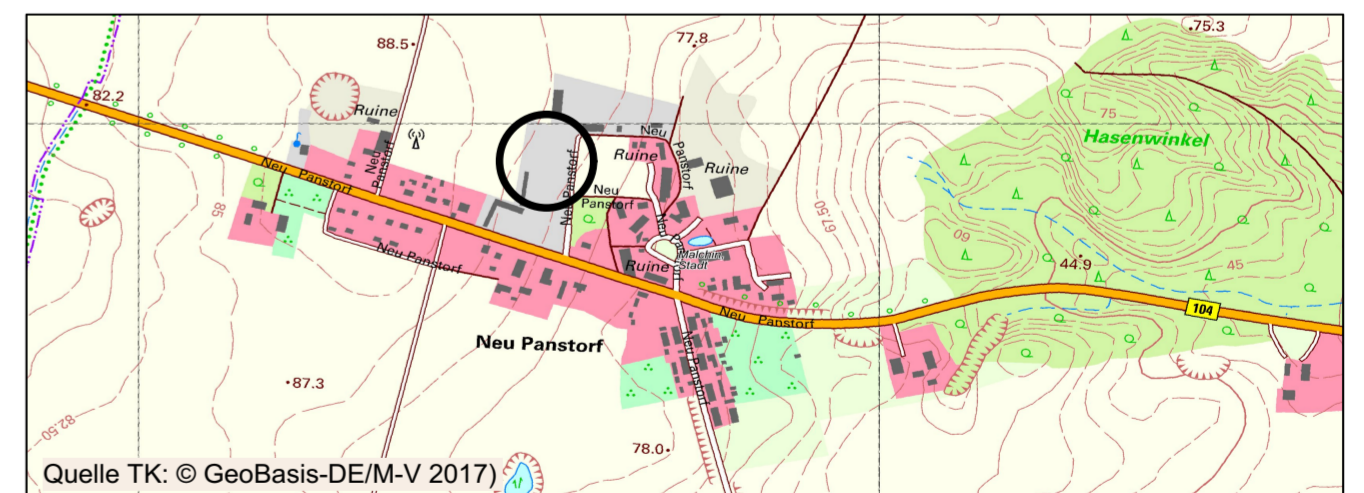 88.5
77.8
75.3
82.2
Ruine
75
Hasenwinkel
Neu
Panstorf
Neu
Panstorf
Ruine
Ruine
Neu Panstorf
Neu Panstorf
Neu
Panstorf
85
67.50
60
Neu Panstorf
Neu Panstorf
Malchin,
Stadt
Ruine
44.9
45
104
Neu Panstorf
Neu Panstorf
Neu Panstorf
87.3
82.50
78.0
Quelle TK: © GeoBasis-DE/M-V 2017)